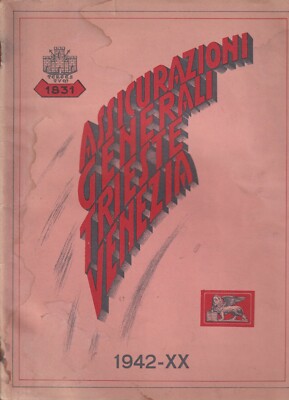 1831
ASSICURAZIONI
GENERALI
TRIESTE
VENEZIA
1942-XX